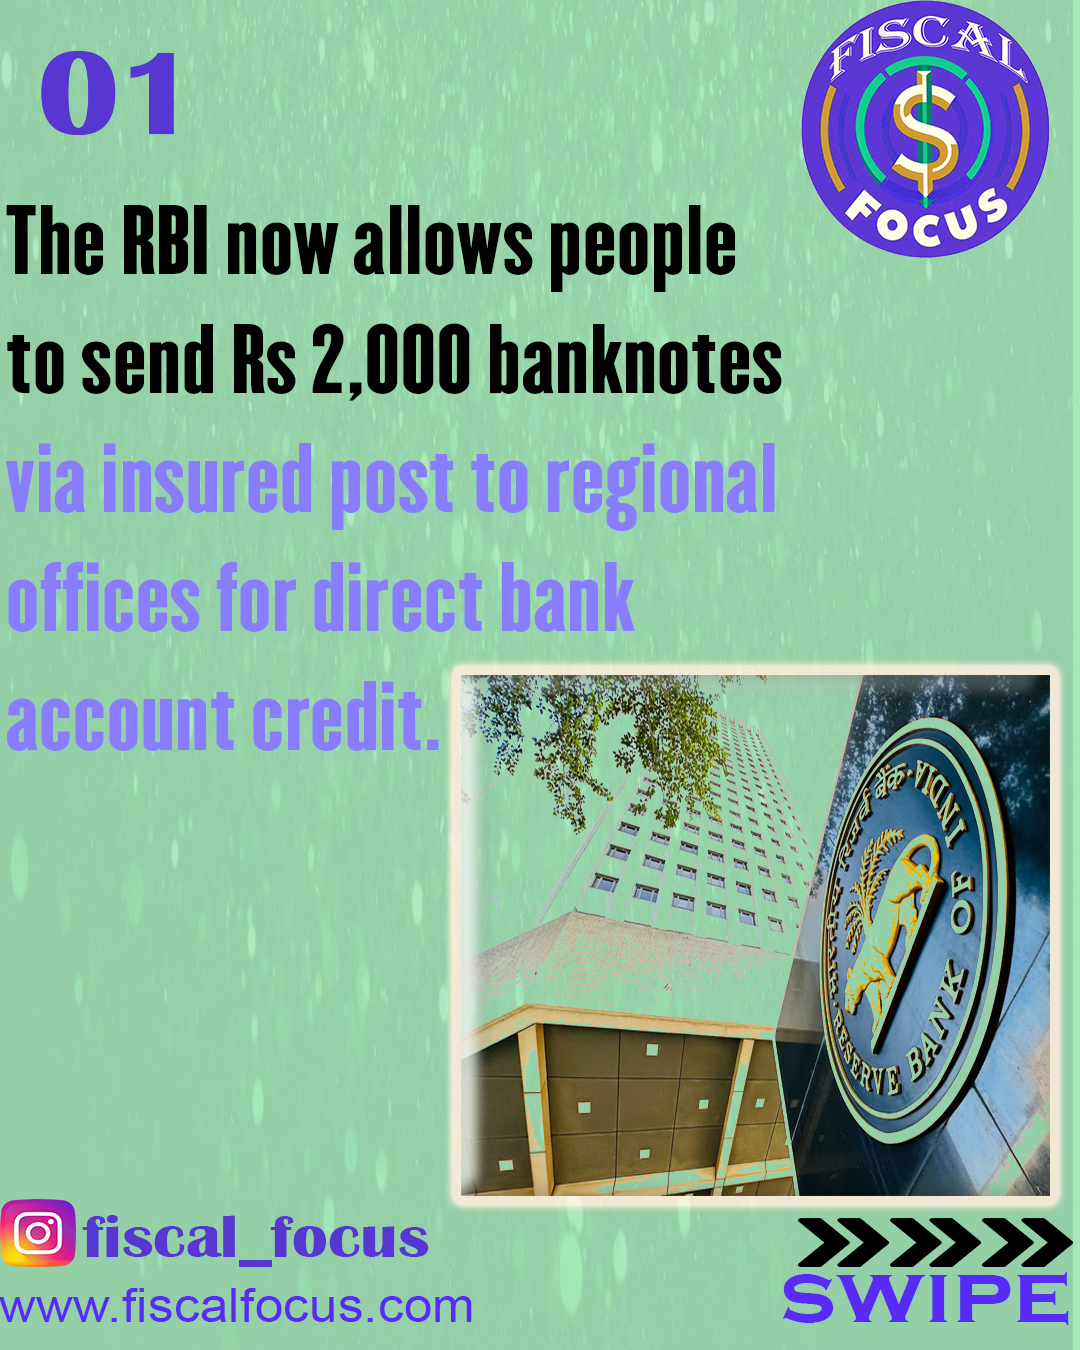 01
FISCAL
FOCUS
The RBI now allows people
to send Rs 2,000 banknotes
via insured post to regional
offices for direct bank
account credit.
भारतीय रिज़र्व बैंक
RESERVE BANK OF INDIA
fiscal_focus
www.fiscalfocus.com
SWIPE